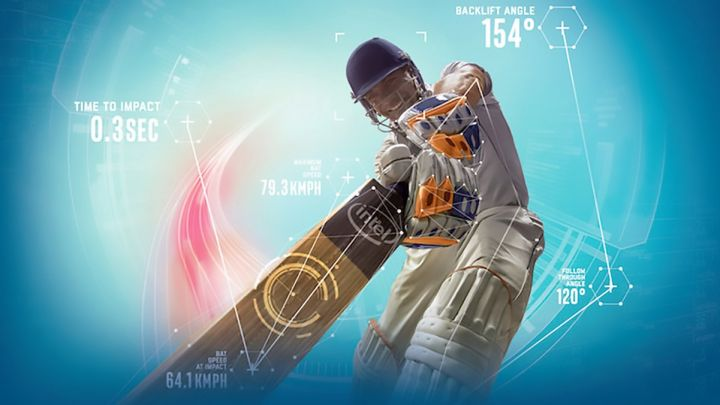 BACKLIFT ANGLE
154°
TIME TO IMPACT
0.3SEC
MAXIMUM
BAT
SPEED
79.3KMPH
intel
FOLLOW
THROUGH
ANGLE
120°
BAT
SPEED
AT IMPACT
64.1KMPH